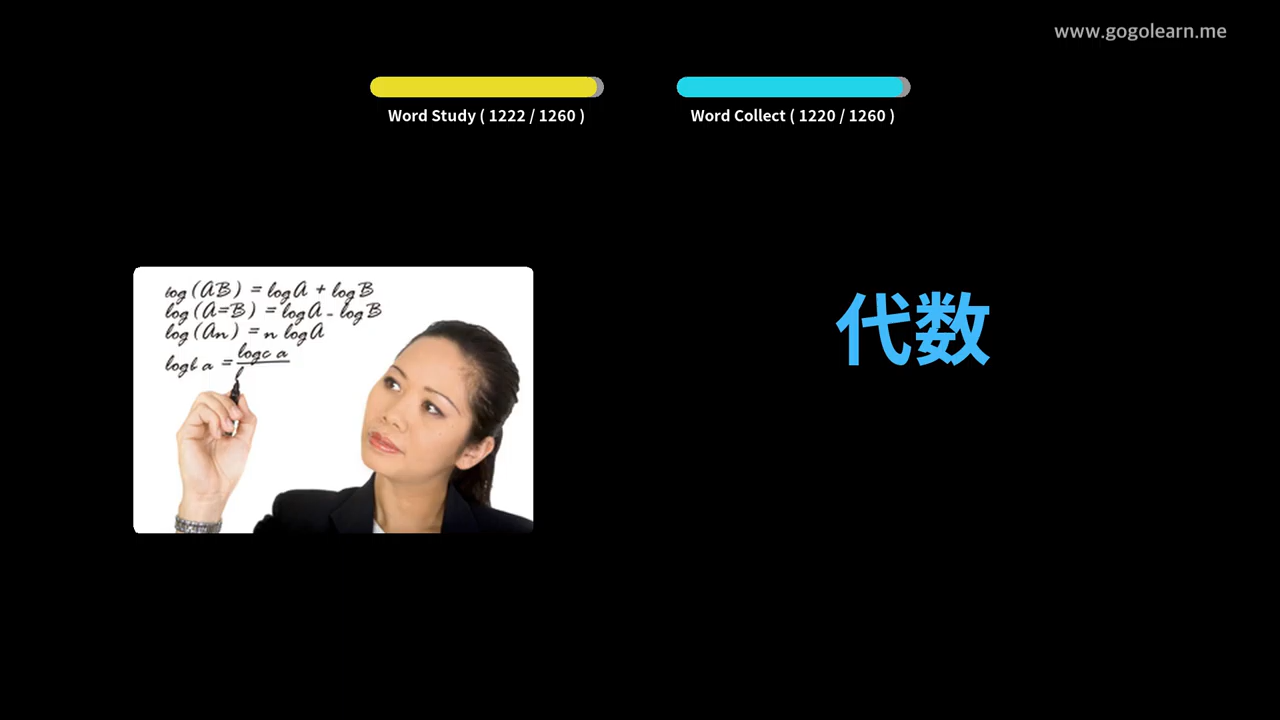 www.gogolearn.me
Word Study ( 1222 / 1260 )
Word Collect ( 1220 / 1260 )
log (AB) = logA + logB
log (A=B) = logA - logB
log (An) = n logA
logb a = logc a
代数